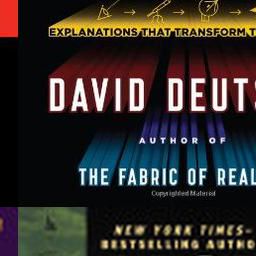 EXPLANATIONS THAT TRANSFORM T
DAVID DEUTS
AUTHOR OF
THE FABRIC OF REAL
Copyrighted Material
NEW YORK TIMES–
BESTSELLING AUTHO